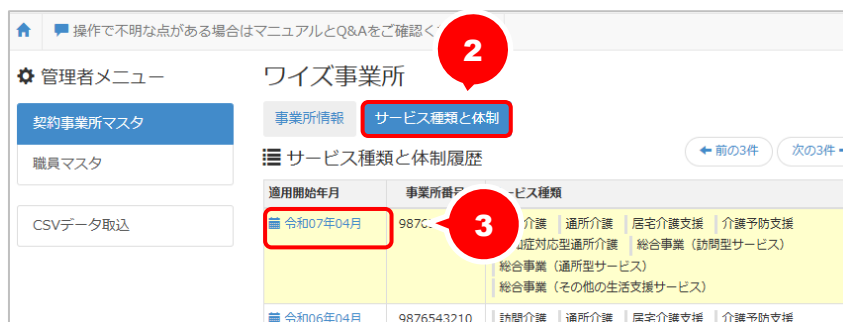 操作で不明な点がある場合はマニュアルとQ&Aをご確認く
2
管理者メニュー
ワイズ事業所
契約事業所マスタ
職員マスタ
CSVデータ取込
事業所情報
サービス種類と体制
サービス種類と体制履歴
前の3件
次の3件
適用開始年月
事業所番号
ービス種類
令和07年04月
9876
3
介護
通所介護
居宅介護支援
介護予防支援
症対応型通所介護
総合事業（訪問型サービス）
総合事業（通所型サービス）
総合事業（その他の生活支援サービス）
令和06年04月
9876543210
訪問介護
通所介護
居宅介護支援
介護予防支援